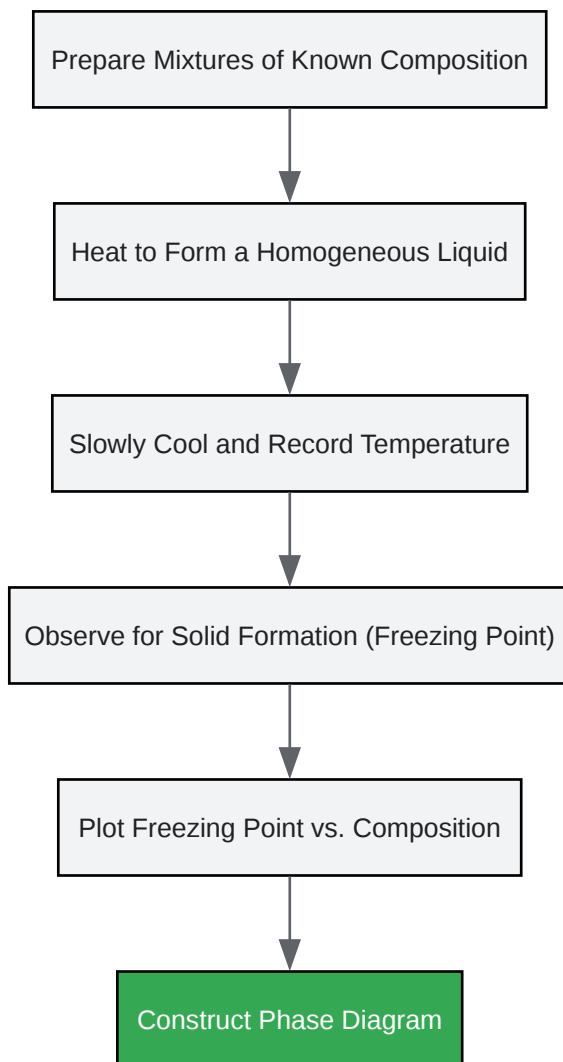 Prepare Mixtures of Known Composition
Heat to Form a Homogeneous Liquid
Slowly Cool and Record Temperature
Observe for Solid Formation (Freezing Point)
Plot Freezing Point vs. Composition
Construct Phase Diagram